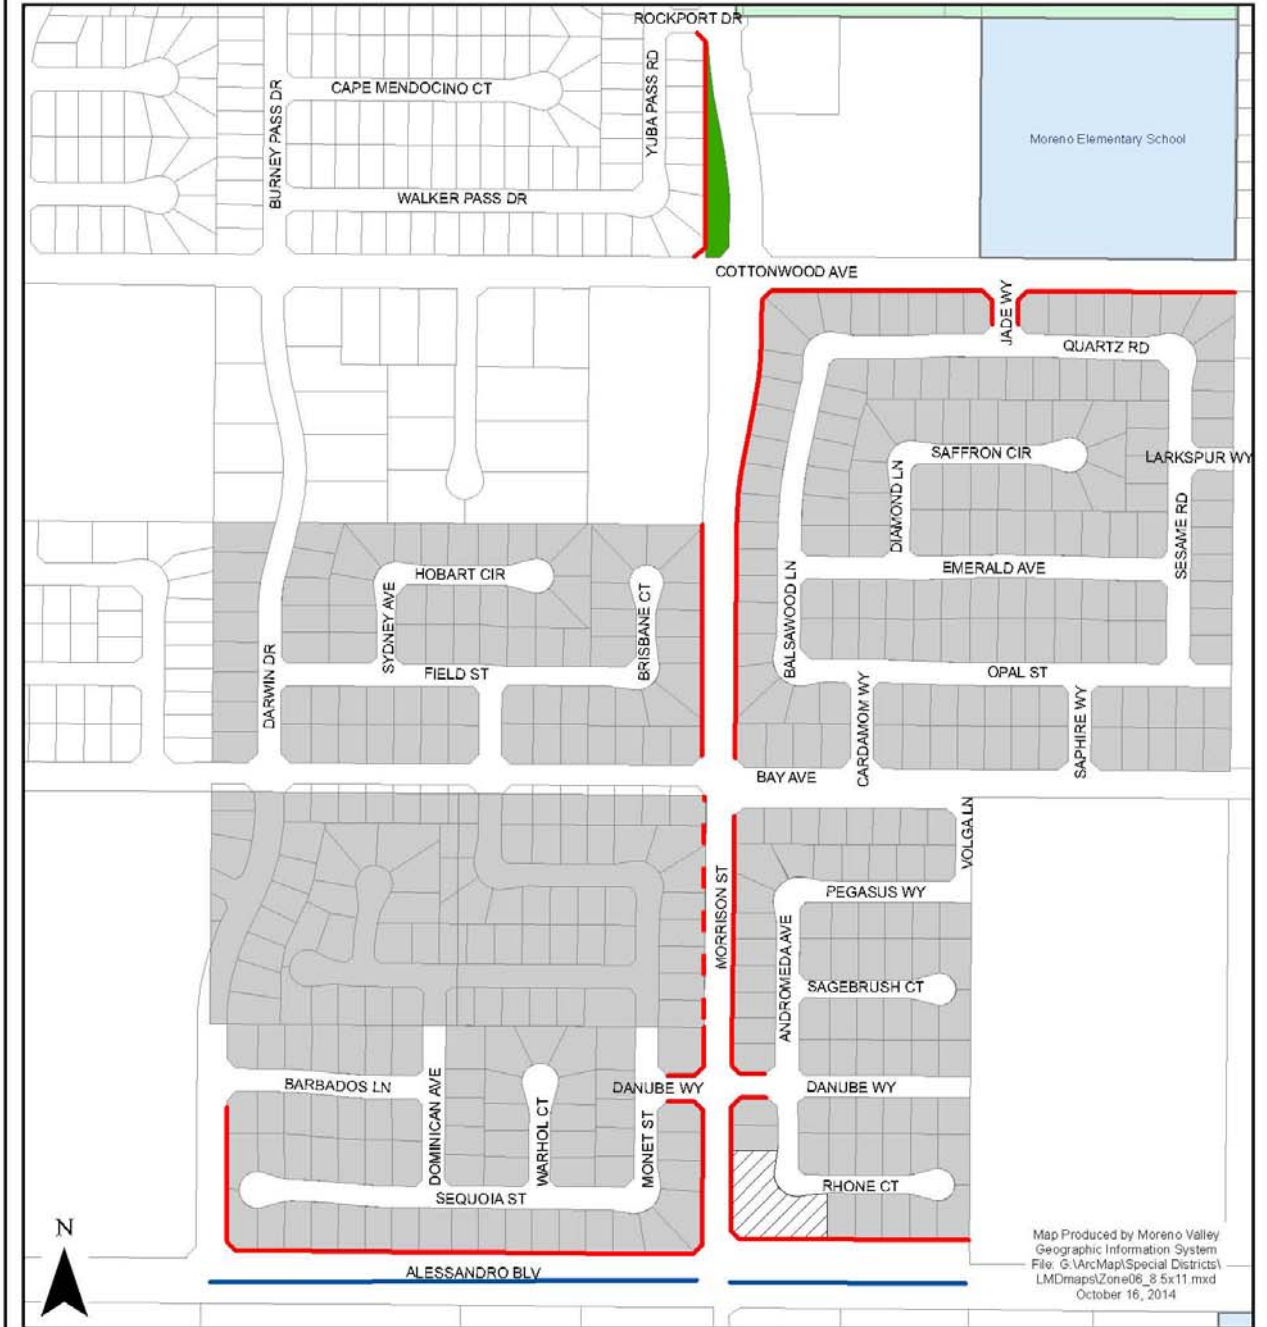 ROCKPORT DR
CAPE MENDOCINO CT
BURNEY PASS DR
YUBA PASS RD
Moreno Elementary School
WALKER PASS DR
COTTONWOOD AVE
JADE WY
QUARTZ RD
SAFFRON CIR
LARKSPUR WY
DIAMOND LN
SESAME RD
HOBART CIR
EMERALD AVE
SYDNEY AVE
BRISBANE CT
BALSAWOOD LN
FIELD ST
OPAL ST
DARWIN DR
CARDAMOM WY
SAPHIRE WY
BAY AVE
VOLGA LN
MORRISON ST
PEGASUS WY
ANDROMEDA AVE
SAGEBRUSH CT
BARBADOS LN
DANUBE WY
DANUBE WY
DOMINICAN AVE
WARHOL CT
MONET ST
SEQUOIA ST
RHONE CT
N
Map Produced by Moreno Valley
Geographic Information System
File: G:\ArcMap\Special Districts\
LMDmaps\Zone06_8.5x11.mxd
October 16, 2014
ALESSANDRO BLV